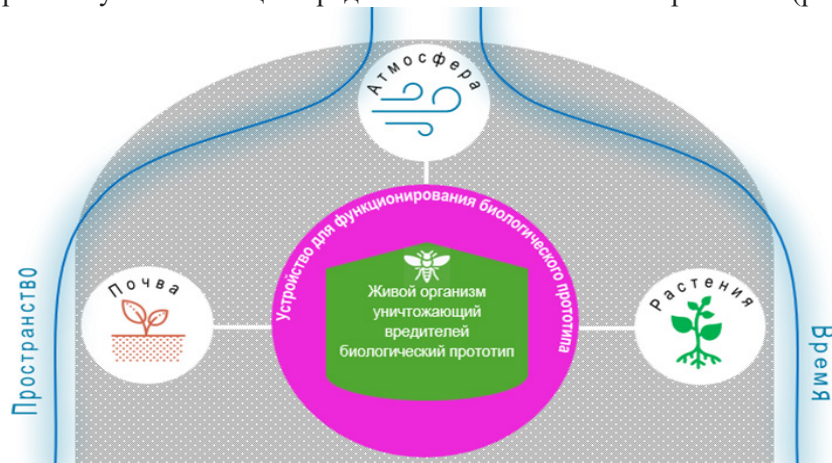 Атмосфера
Устройство для функционирования биологического прототипа
Живой организм
уничтожающий
вредителей
биологический прототип
Почва
Растения
Пространство
Время